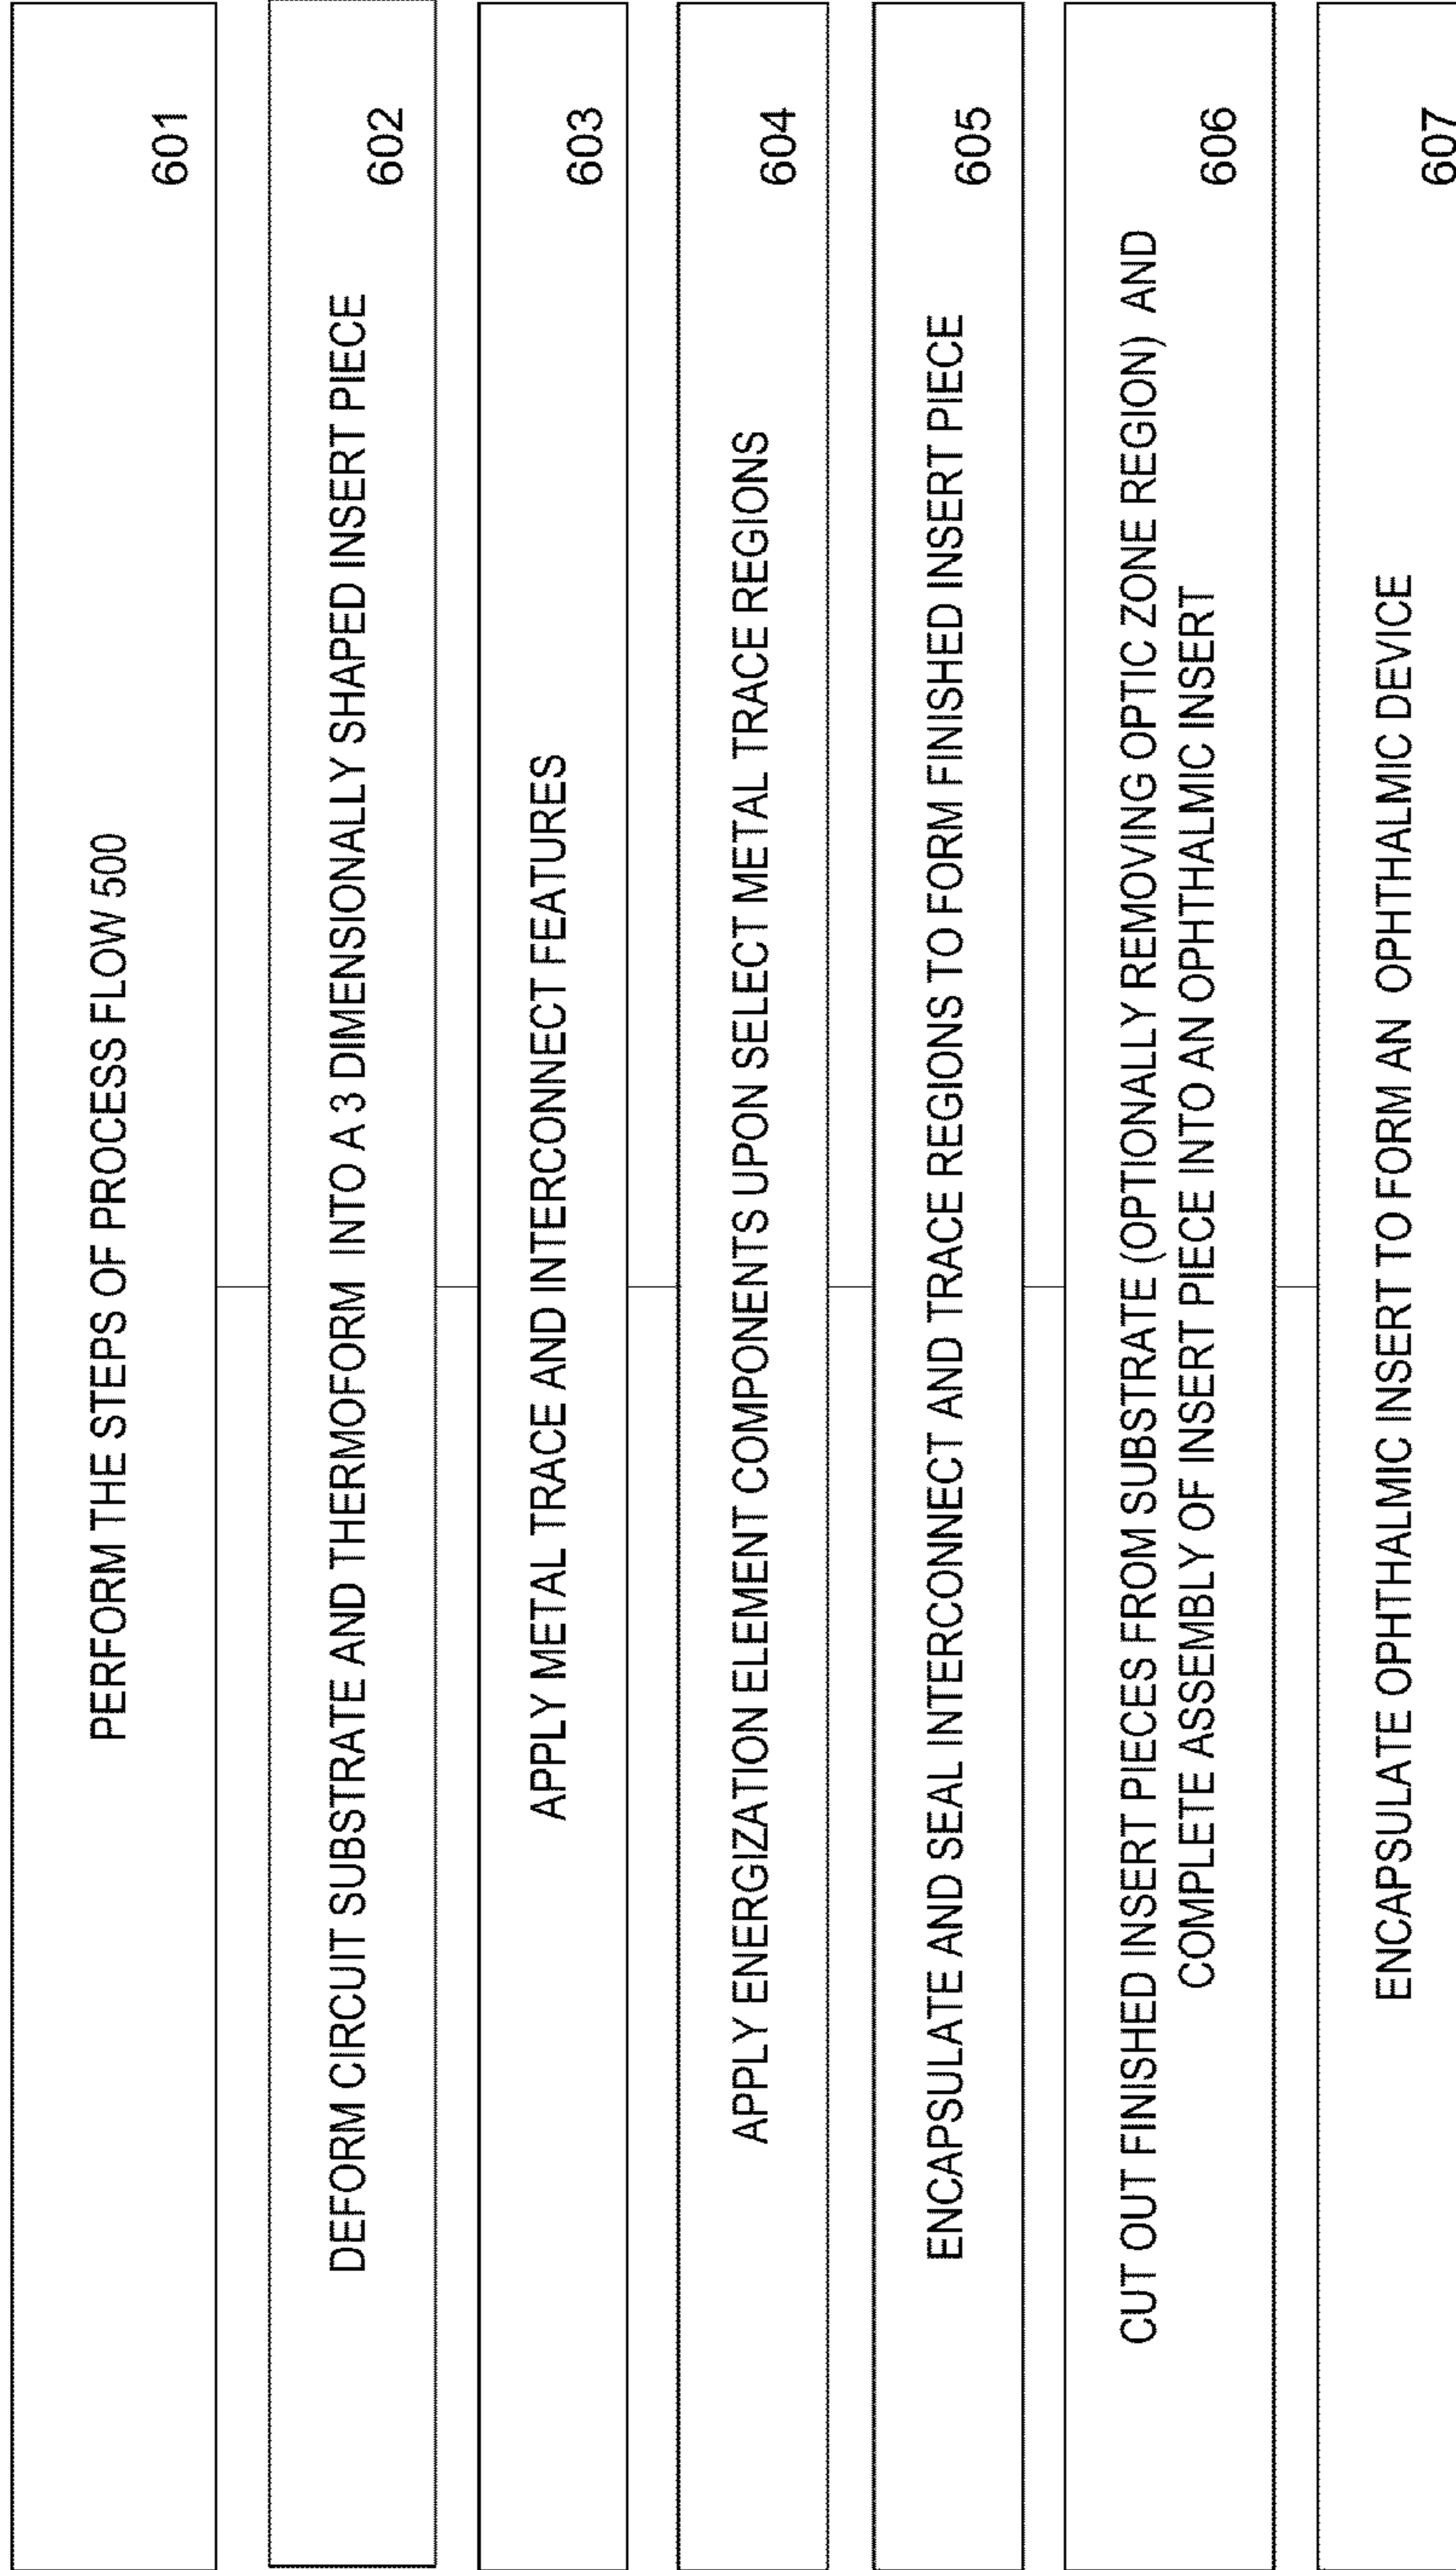 PERFORM THE STEPS OF PROCESS FLOW 500
601
DEFORM CIRCUIT SUBSTRATE AND THERMOFORM INTO A 3 DIMENSIONALLY SHAPED INSERT PIECE
602
APPLY METAL TRACE AND INTERCONNECT FEATURES
603
APPLY ENERGIZATION ELEMENT COMPONENTS UPON SELECT METAL TRACE REGIONS
604
ENCAPSULATE AND SEAL INTERCONNECT AND TRACE REGIONS TO FORM FINISHED INSERT PIECE
605
CUT OUT FINISHED INSERT PIECES FROM SUBSTRATE (OPTIONALLY REMOVING OPTIC ZONE REGION) AND
COMPLETE ASSEMBLY OF INSERT PIECE INTO AN OPHTHALMIC INSERT
606
ENCAPSULATE OPHTHALMIC INSERT TO FORM AN OPHTHALMIC DEVICE
607